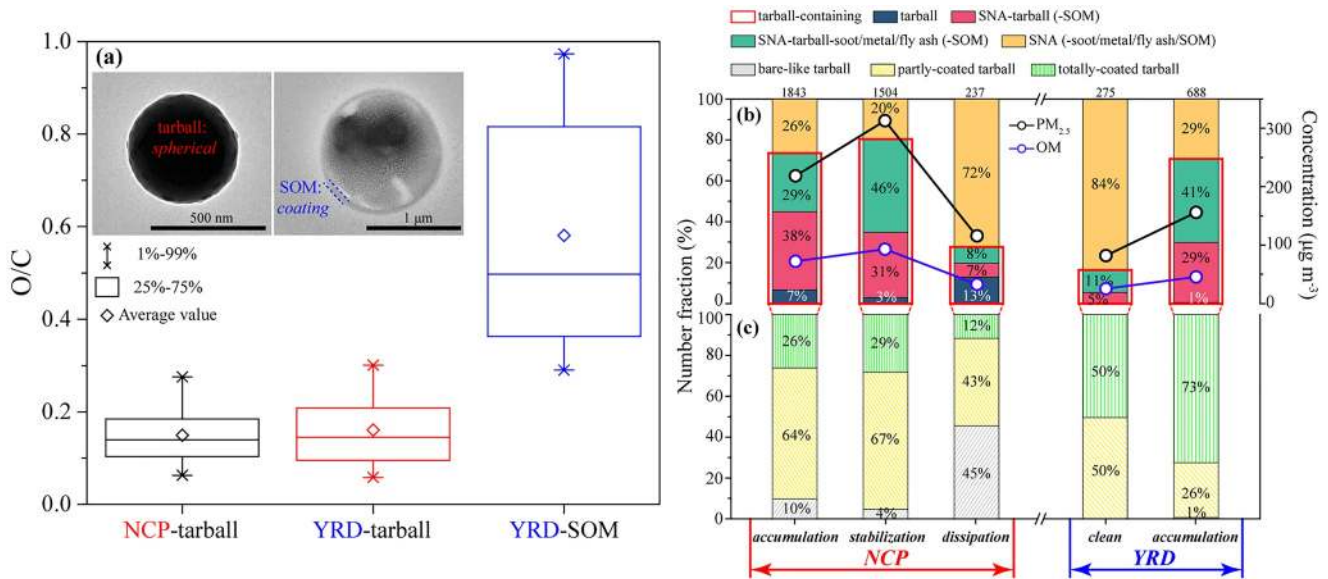 (a)
1.0
0.8
0.6
0.4
0.2
0.0
O/C
tarball:
spherical
500 nm
SOM:
coating
1 μm
1%-99%
25%-75%
Average value
NCP-tarball YRD-tarball YRD-SOM
tarball-containing tarball SNA-tarball (-SOM)
SNA-tarball-soot/metal/fly ash (-SOM) SNA (-soot/metal/fly ash/SOM)
bare-like tarball partly-coated tarball totally-coated tarball
1843 1504 237 275 688
(b)
100
80
60
40
20
0
Number fraction (%)
26% 20% 72% 84% 29%
29% 46% 8% 11% 41%
38% 31% 7% 5% 29%
7% 3% 13% 1%
PM2.5
OM
300
200
100
0
Concentration (μg m-3)
(c)
100
80
60
40
20
0
26% 29% 12% 50% 73%
64% 67% 43% 50% 26%
10% 4% 45% 1%
accumulation stabilization dissipation clean accumulation
NCP YRD